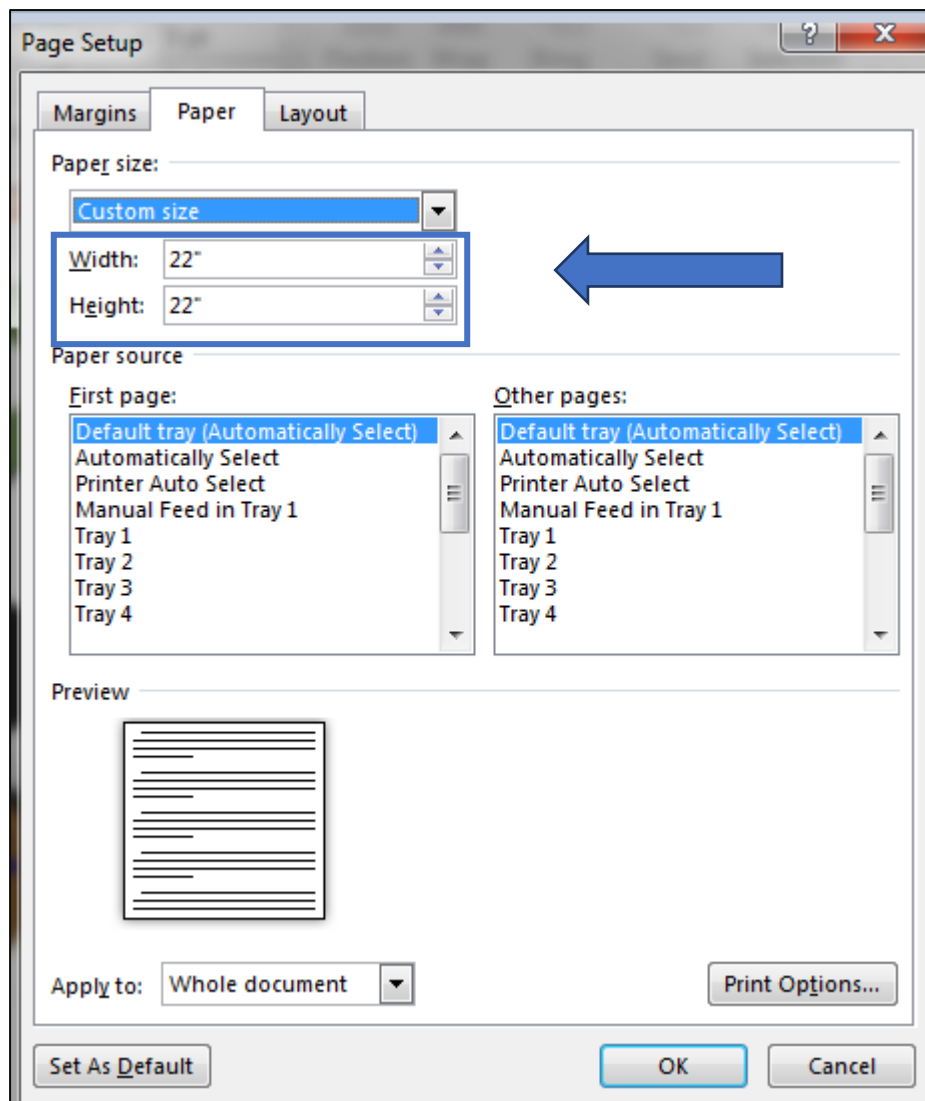 Page Setup
Margins Paper Layout
Paper size:
Custom size
Width: 22"
Height: 22"
Paper source
First page:
Default tray (Automatically Select)
Automatically Select
Printer Auto Select
Manual Feed in Tray 1
Tray 1
Tray 2
Tray 3
Tray 4
Other pages:
Default tray (Automatically Select)
Automatically Select
Printer Auto Select
Manual Feed in Tray 1
Tray 1
Tray 2
Tray 3
Tray 4
Preview
Apply to: Whole document
Print Options...
Set As Default
OK
Cancel